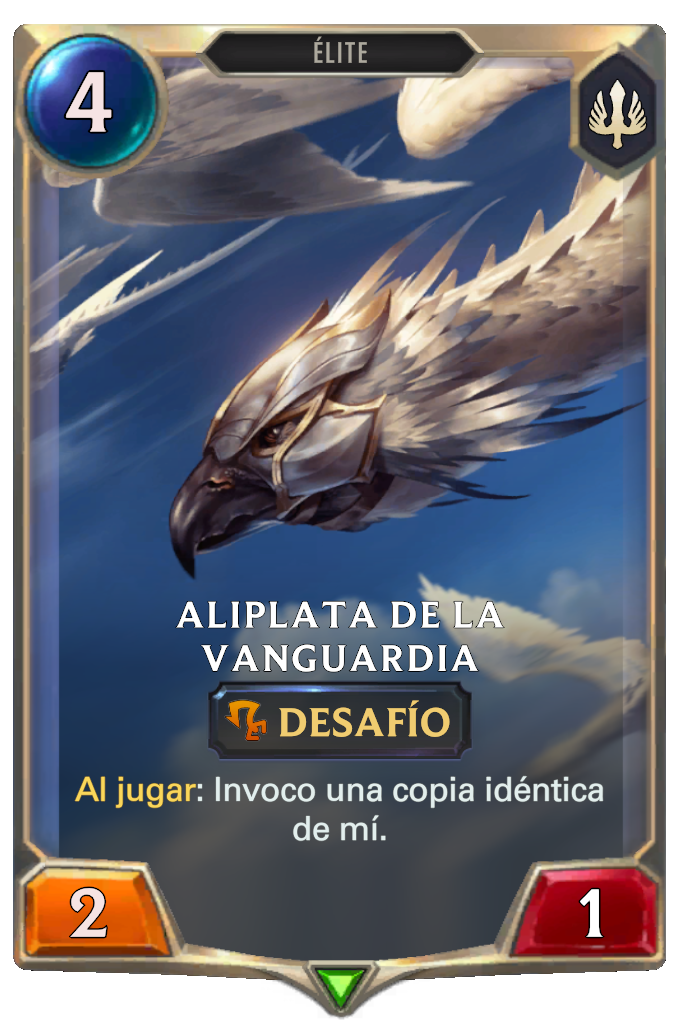 ÉLITE
4
ALIPLATA DE LA
VANGUARDIA
DESAFÍO
Al jugar: Invoco una copia idéntica
de mí.
2
1